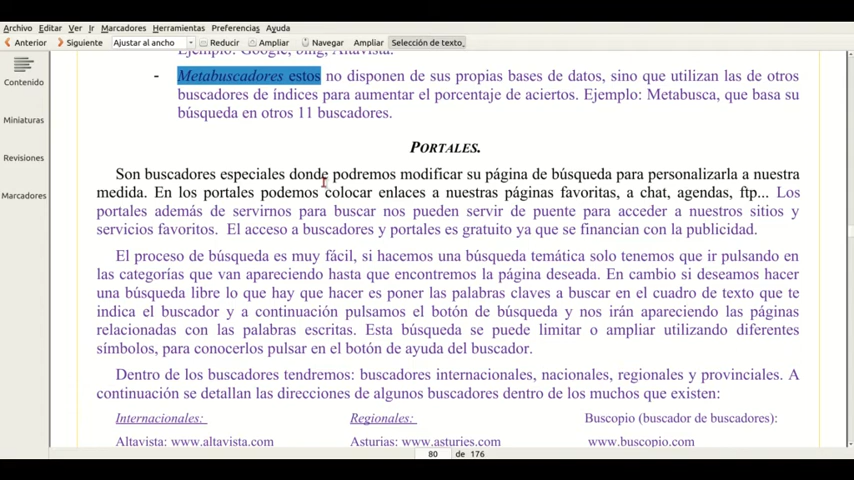 Archivo Editar Ver Ir Marcadores Herramientas Preferencias Ayuda
Anterior Siguiente Ajustar al ancho Reducir Ampliar Navegar Ampliar Selección de texto
Contenido
Miniaturas
Revisiones
Marcadores
Ejemplo: Google, bing, Altavista.
- Metabuscadores estos no disponen de sus propias bases de datos, sino que utilizan las de otros
buscadores de índices para aumentar el porcentaje de aciertos. Ejemplo: Metabusca, que basa su
búsqueda en otros 11 buscadores.
PORTALES.
Son buscadores especiales donde podremos modificar su página de búsqueda para personalizarla a nuestra
medida. En los portales podemos colocar enlaces a nuestras páginas favoritas, a chat, agendas, ftp... Los
portales además de servirnos para buscar nos pueden servir de puente para acceder a nuestros sitios y
servicios favoritos. El acceso a buscadores y portales es gratuito ya que se financian con la publicidad.
El proceso de búsqueda es muy fácil, si hacemos una búsqueda temática solo tenemos que ir pulsando en
las categorías que van apareciendo hasta que encontremos la página deseada. En cambio si deseamos hacer
una búsqueda libre lo que hay que hacer es poner las palabras claves a buscar en el cuadro de texto que te
indica el buscador y a continuación pulsamos el botón de búsqueda y nos irán apareciendo las páginas
relacionadas con las palabras escritas. Esta búsqueda se puede limitar o ampliar utilizando diferentes
símbolos, para conocerlos pulsar en el botón de ayuda del buscador.
Dentro de los buscadores tendremos: buscadores internacionales, nacionales, regionales y provinciales. A
continuación se detallan las direcciones de algunos buscadores dentro de los muchos que existen:
Internacionales: Regionales: Buscopio (buscador de buscadores):
Altavista: www.altavista.com Asturias: www.asturies.com www.buscopio.com
80 de 176